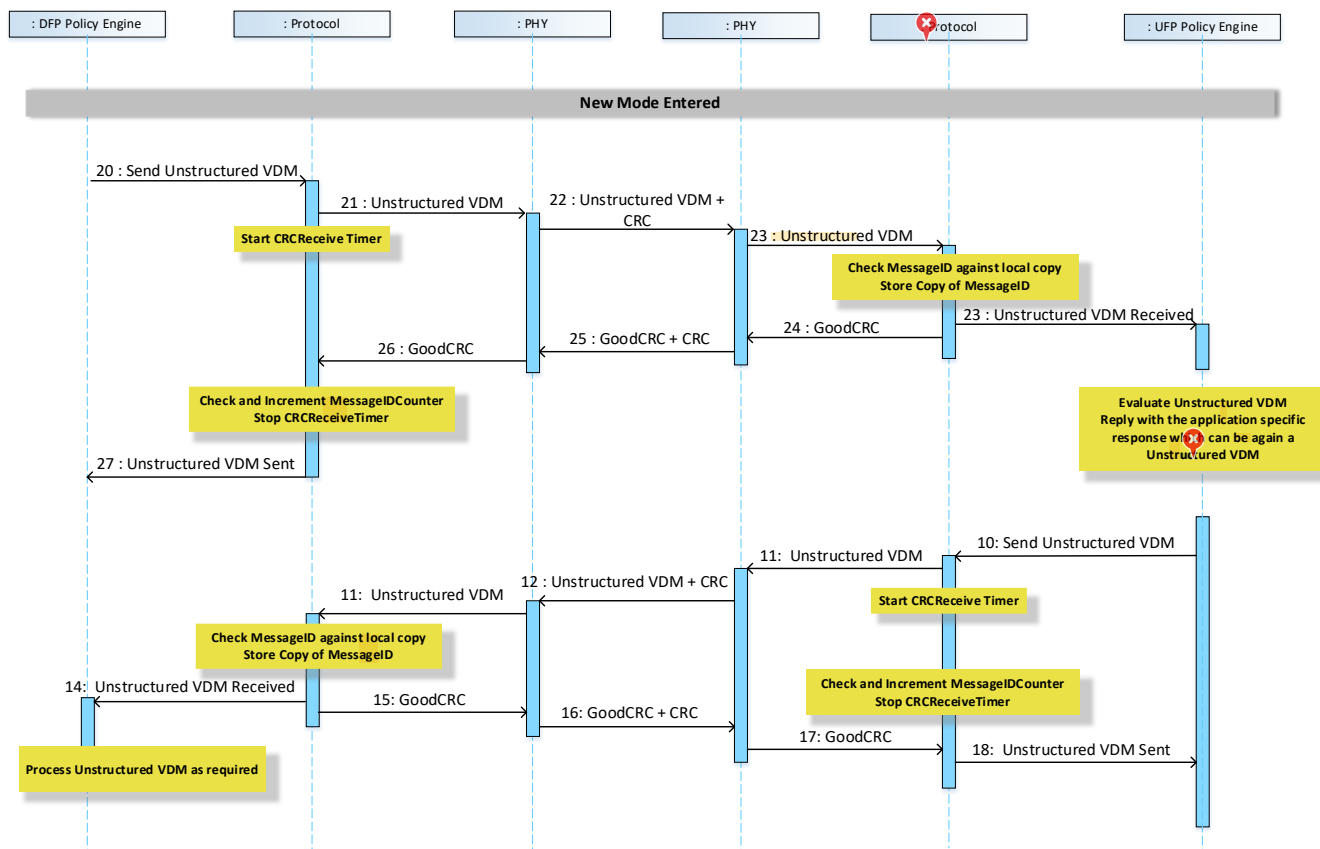 : DFP Policy Engine
: Protocol
: PHY
: PHY
Protocol
: UFP Policy Engine
New Mode Entered
20 : Send Unstructured VDM
21 : Unstructured VDM
22 : Unstructured VDM +
CRC
23 : Unstructured VDM
Start CRCReceive Timer
Check MessageID against local copy
Store Copy of MessageID
23 : Unstructured VDM Received
24 : GoodCRC
25 : GoodCRC + CRC
26 : GoodCRC
Check and Increment MessageIDCounter
Stop CRCReceiveTimer
Evaluate Unstructured VDM
Reply with the application specific
response which can be again a
Unstructured VDM
27 : Unstructured VDM Sent
10: Send Unstructured VDM
11: Unstructured VDM
12 : Unstructured VDM + CRC
11: Unstructured VDM
Start CRCReceive Timer
Check MessageID against local copy
Store Copy of MessageID
14: Unstructured VDM Received
15: GoodCRC
16: GoodCRC + CRC
Check and Increment MessageIDCounter
Stop CRCReceiveTimer
17: GoodCRC
18: Unstructured VDM Sent
Process Unstructured VDM as required